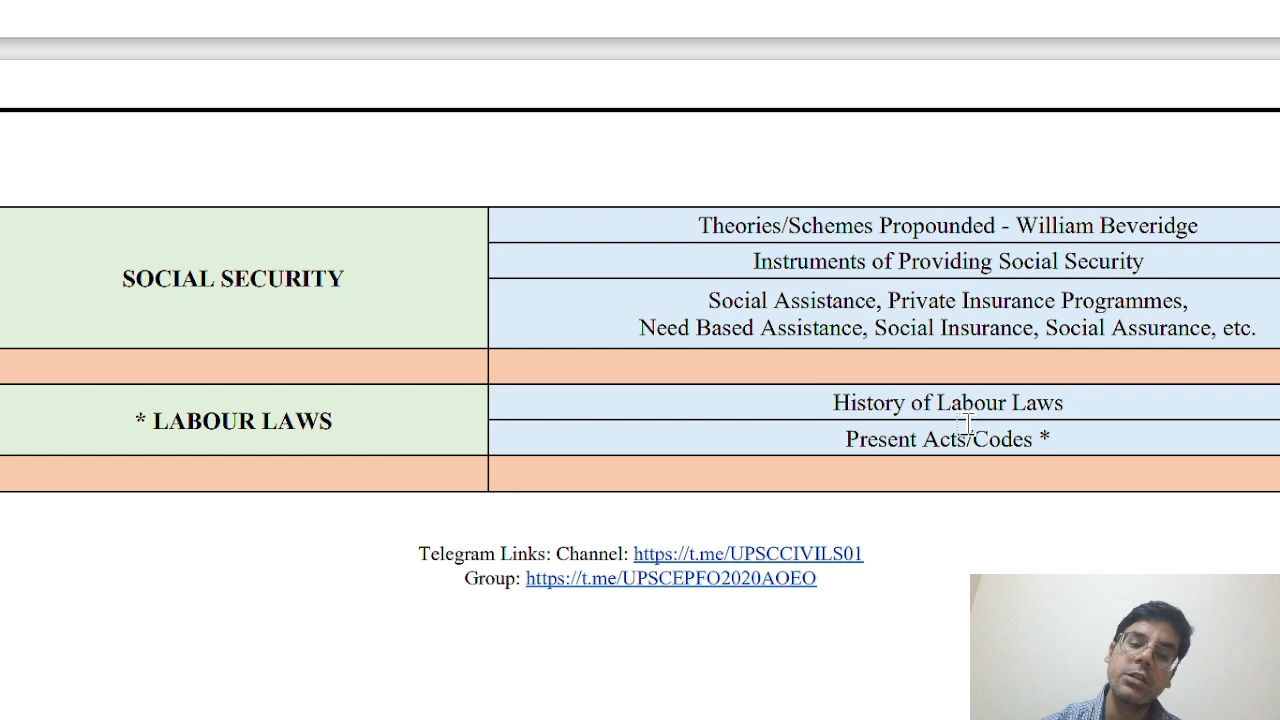 SOCIAL SECURITY
Theories/Schemes Propounded - William Beveridge
Instruments of Providing Social Security
Social Assistance, Private Insurance Programmes,
Need Based Assistance, Social Insurance, Social Assurance, etc.
* LABOUR LAWS
History of Labour Laws
Present Acts/Codes *
Telegram Links: Channel: https://t.me/UPSCCIVILS01
Group: https://t.me/UPSCEPFO2020AOEO